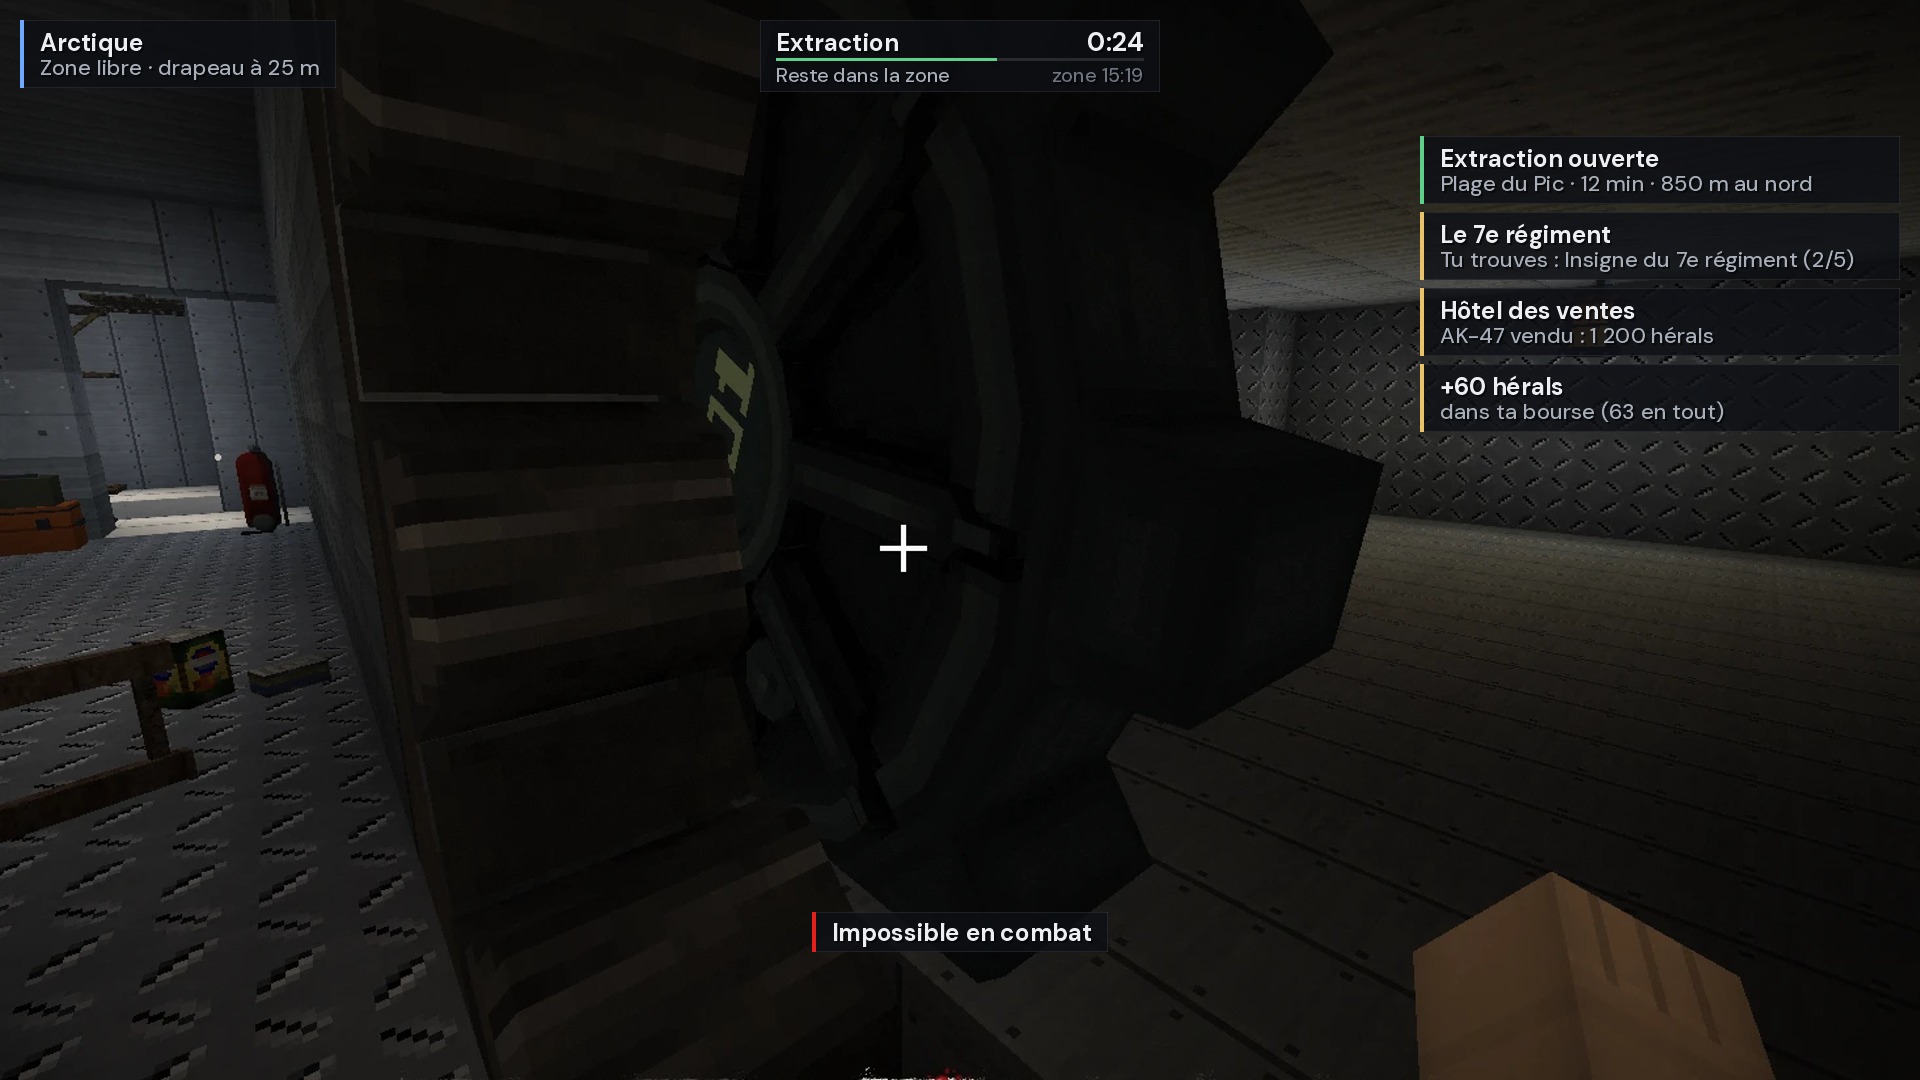 Arctique
Zone libre · drapeau à 25 m
Extraction 0:24
Reste dans la zone zone 15:19
Extraction ouverte
Plage du Pic · 12 min · 850 m au nord
Le 7e régiment
Tu trouves : Insigne du 7e régiment (2/5)
Hôtel des ventes
AK-47 vendu : 1 200 hérals
+60 hérals
dans ta bourse (63 en tout)
11
Impossible en combat